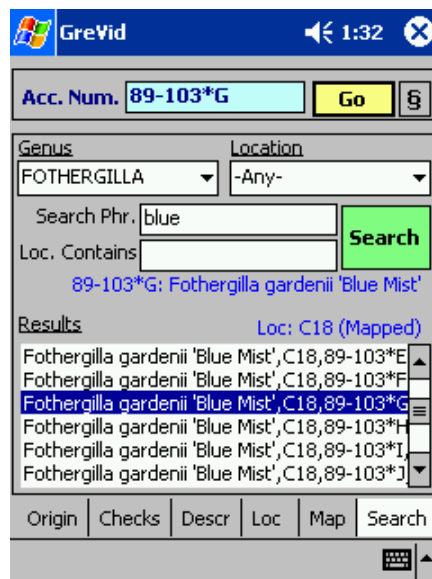 GreVid 1:32
Acc. Num. 89-103*G Go §
Genus Location
FOTHERGILLA -Any-
Search Phr. blue
Search
Loc. Contains
89-103*G: Fothergilla gardenii 'Blue Mist'
Results Loc: C18 (Mapped)
Fothergilla gardenii 'Blue Mist',C18,89-103*E
Fothergilla gardenii 'Blue Mist',C18,89-103*F
Fothergilla gardenii 'Blue Mist',C18,89-103*G
Fothergilla gardenii 'Blue Mist',C18,89-103*H
Fothergilla gardenii 'Blue Mist',C18,89-103*I,
Fothergilla gardenii 'Blue Mist',C18,89-103*J,
Origin Checks Descr Loc Map Search